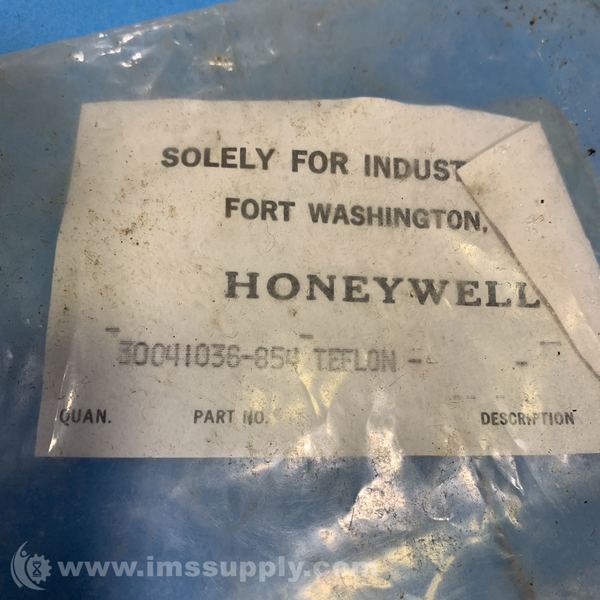 SOLELY FOR INDUST
FORT WASHINGTON,
HONEYWELL
30041036-854 TEFLON --
QUAN. PART NO. DESCRIPTION
www.imssupply.com